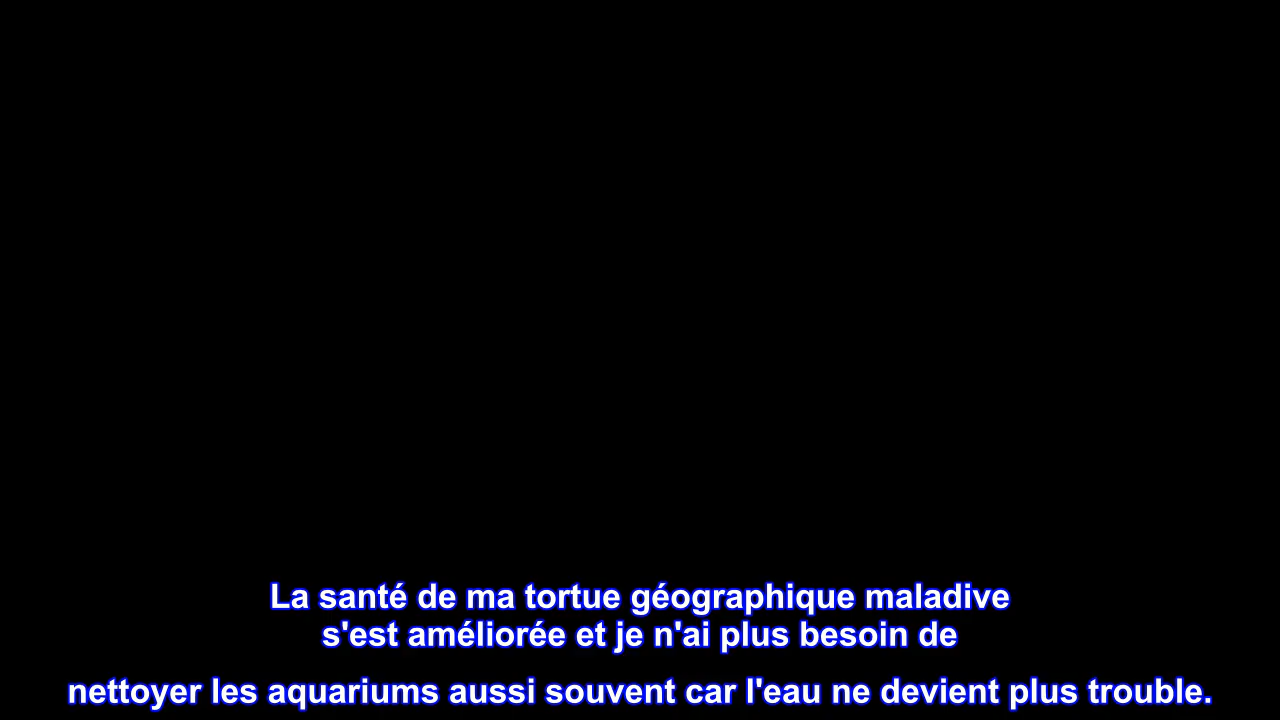 La santé de ma tortue géographique maladive
s'est améliorée et je n'ai plus besoin de
nettoyer les aquariums aussi souvent car l'eau ne devient plus trouble.